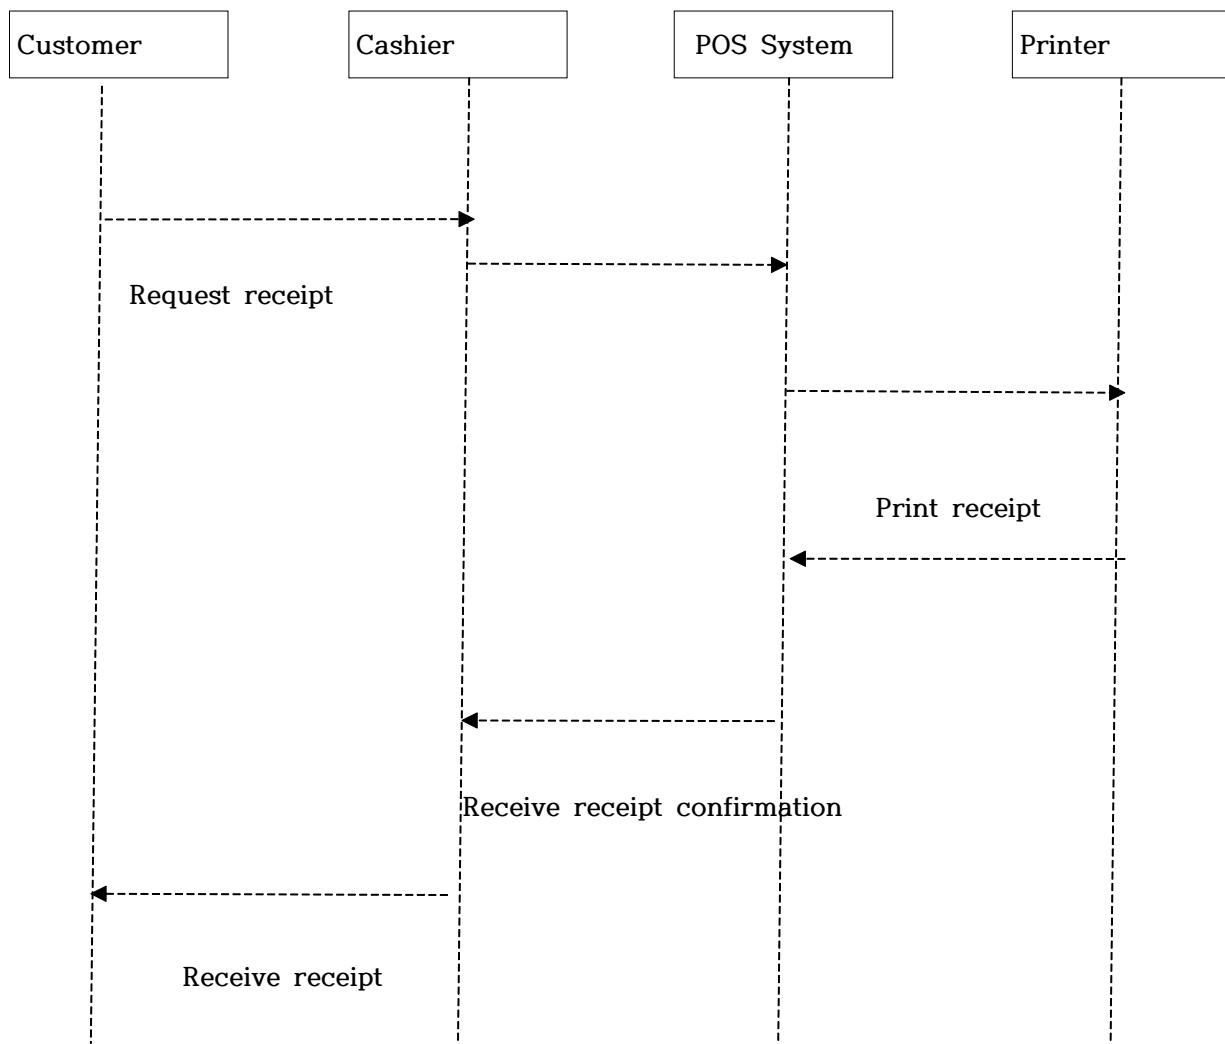 Customer
Cashier
POS System
Printer
Request receipt
Print receipt
Receive receipt confirmation
Receive receipt